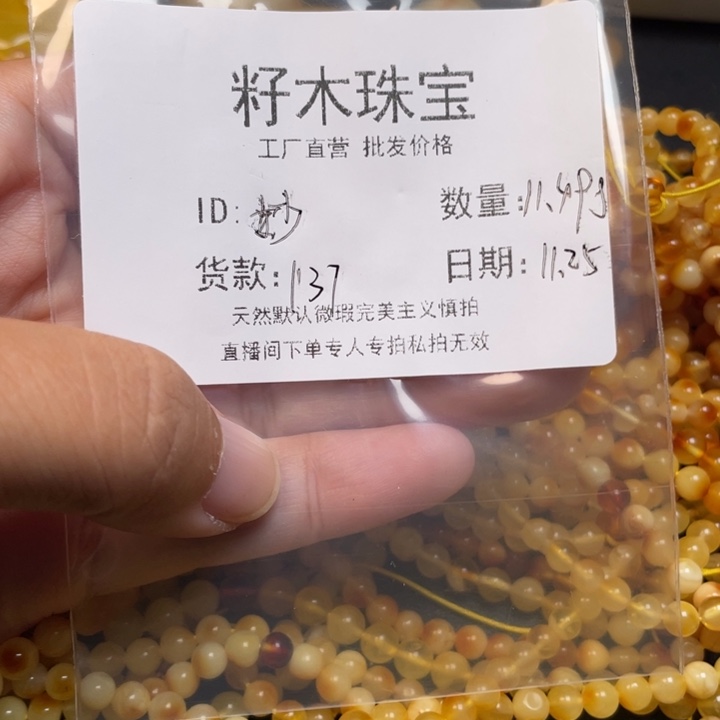 籽木珠宝
工厂直营 批发价格
ID: 妙 数量: 11.49g
货款: 137 日期: 11.25
天然默认微瑕完美主义慎拍
直播间下单专人专拍私拍无效